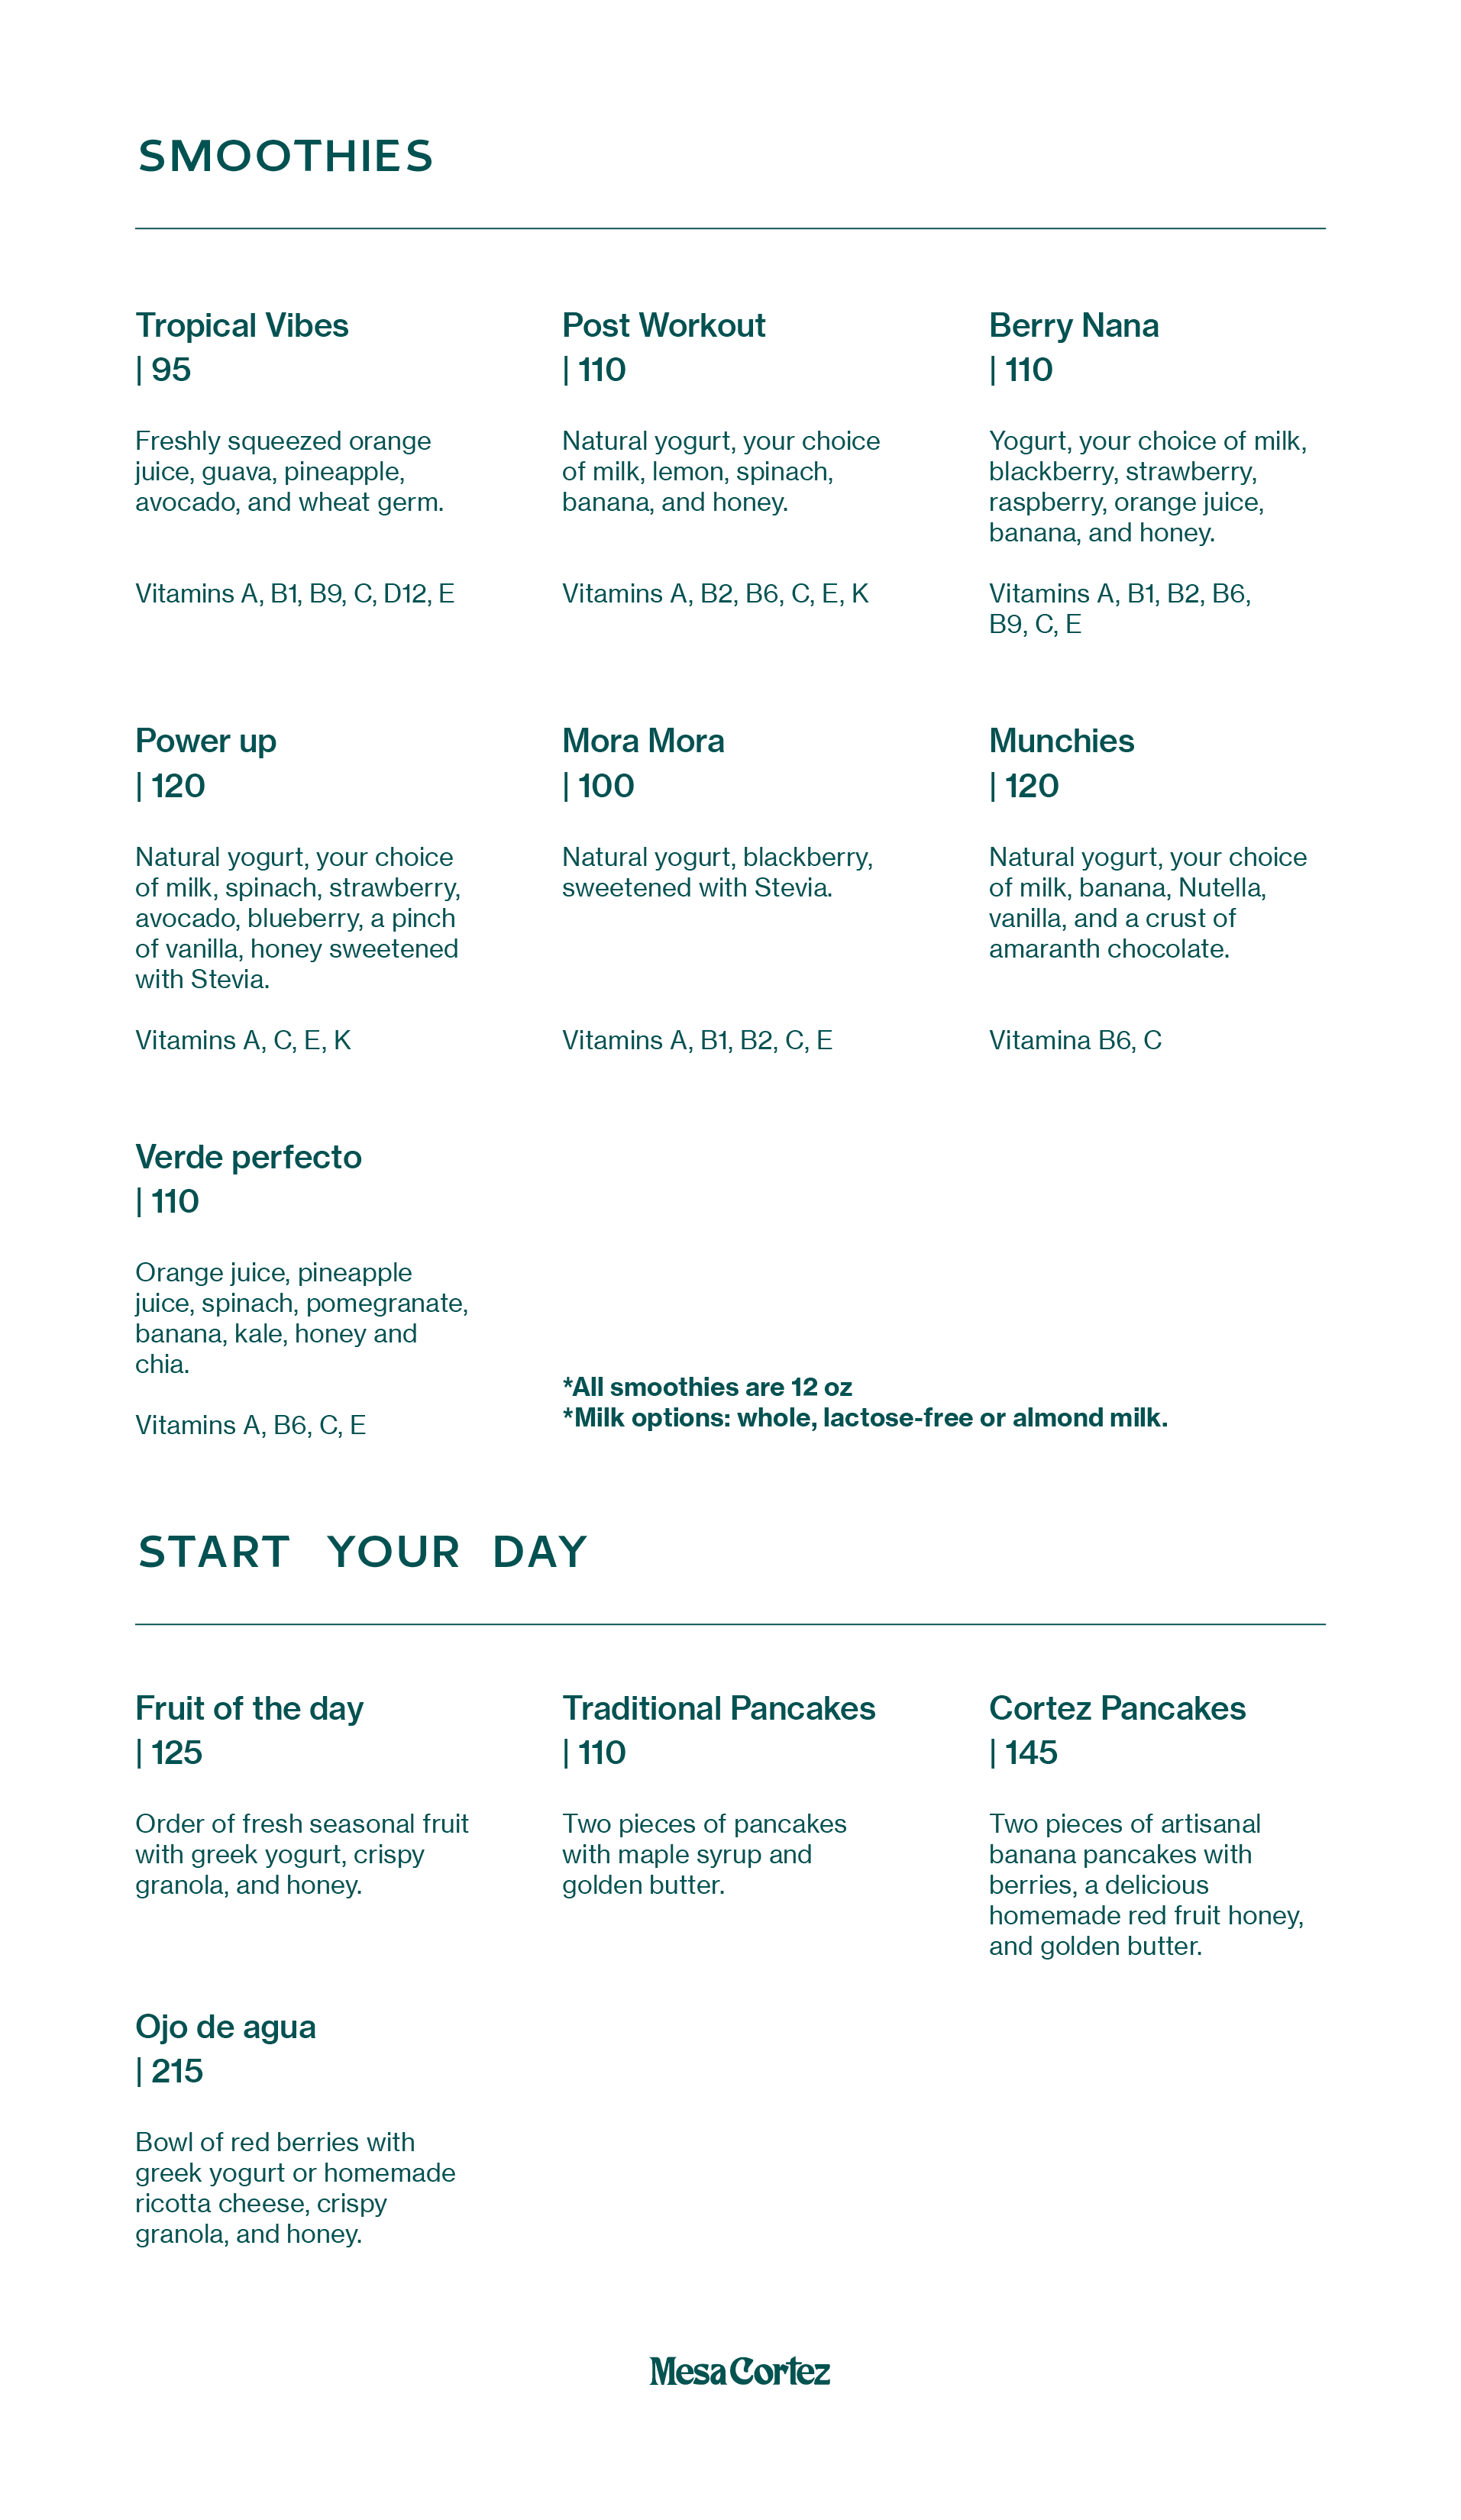 SMOOTHIES
Tropical Vibes
| 95
Freshly squeezed orange
juice, guava, pineapple,
avocado, and wheat germ.
Vitamins A, B1, B9, C, D12, E
Post Workout
| 110
Natural yogurt, your choice
of milk, lemon, spinach,
banana, and honey.
Vitamins A, B2, B6, C, E, K
Berry Nana
| 110
Yogurt, your choice of milk,
blackberry, strawberry,
raspberry, orange juice,
banana, and honey.
Vitamins A, B1, B2, B6,
B9, C, E
Power up
| 120
Natural yogurt, your choice
of milk, spinach, strawberry,
avocado, blueberry, a pinch
of vanilla, honey sweetened
with Stevia.
Vitamins A, C, E, K
Mora Mora
| 100
Natural yogurt, blackberry,
sweetened with Stevia.
Vitamins A, B1, B2, C, E
Munchies
| 120
Natural yogurt, your choice
of milk, banana, Nutella,
vanilla, and a crust of
amaranth chocolate.
Vitamina B6, C
Verde perfecto
| 110
Orange juice, pineapple
juice, spinach, pomegranate,
banana, kale, honey and
chia.
Vitamins A, B6, C, E
*All smoothies are 12 oz
*Milk options: whole, lactose-free or almond milk.
START YOUR DAY
Fruit of the day
| 125
Order of fresh seasonal fruit
with greek yogurt, crispy
granola, and honey.
Traditional Pancakes
| 110
Two pieces of pancakes
with maple syrup and
golden butter.
Cortez Pancakes
| 145
Two pieces of artisanal
banana pancakes with
berries, a delicious
homemade red fruit honey,
and golden butter.
Ojo de agua
| 215
Bowl of red berries with
greek yogurt or homemade
ricotta cheese, crispy
granola, and honey.
Mesa Cortez